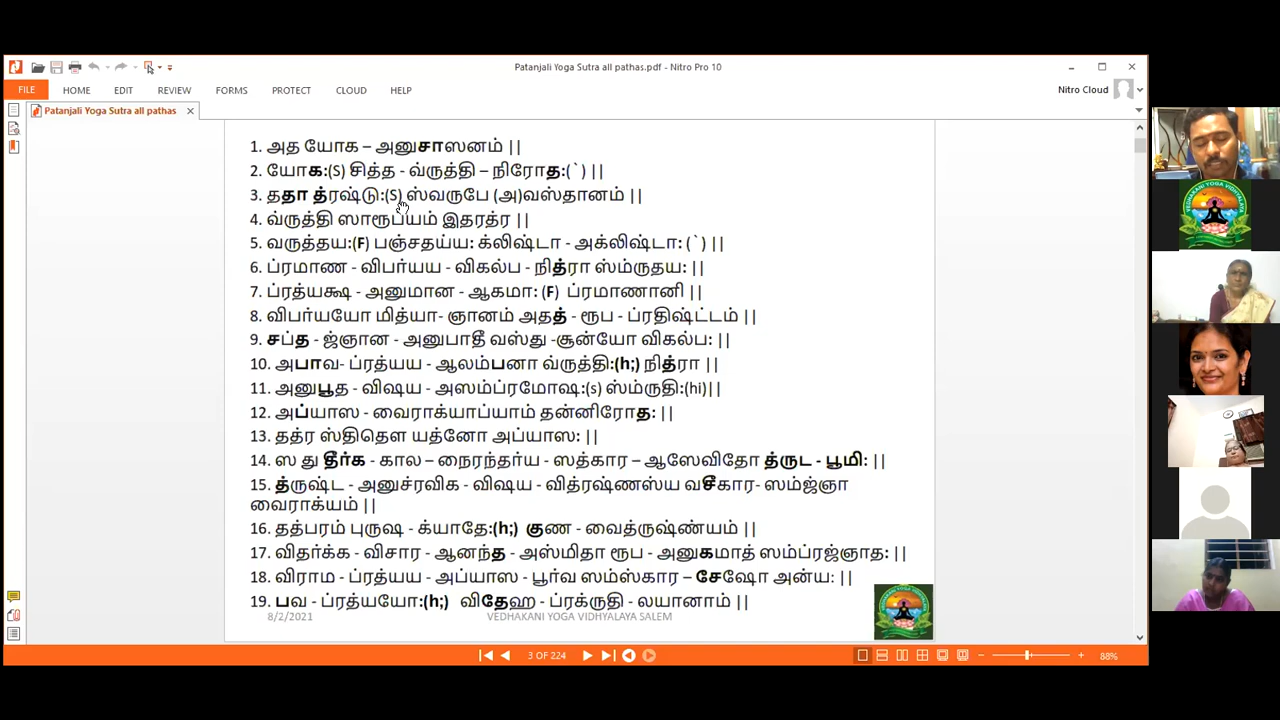 Patanjali Yoga Sutra all pathas.pdf - Nitro Pro 10
FILE HOME EDIT REVIEW FORMS PROTECT CLOUD HELP Nitro Cloud
Patanjali Yoga Sutra all pathas
1. அத யோக – அனுசாஸனம் ||
2. யோக:(S) சித்த - வ்ருத்தி – நிரோத:(`) ||
3. ததா த்ரஷ்டு:(S) ஸ்வருபே (அ)வஸ்தானம் ||
4. வ்ருத்தி ஸாரூப்யம் இதரத்ர ||
5. வருத்தய:(F) பஞ்சதய்ய: க்லிஷ்டா - அக்லிஷ்டா: (`) ||
6. ப்ரமாண - விபர்யய - விகல்ப - நித்ரா ஸ்ம்ருதய: ||
7. ப்ரத்யக்ஷ - அனுமான - ஆகமா: (F) ப்ரமாணானி ||
8. விபர்யயோ மித்யா- ஞானம் அதத் - ரூப - ப்ரதிஷ்ட்டம் ||
9. சப்த - ஜ்ஞான - அனுபாதீ வஸ்து -சூன்யோ விகல்ப: ||
10. அபாவ- ப்ரத்யய - ஆலம்பனா வ்ருத்தி:(h;) நித்ரா ||
11. அனுபூத - விஷய - அஸம்ப்ரமோஷ:(s) ஸ்ம்ருதி:(hi)||
12. அப்யாஸ - வைராக்யாப்யாம் தன்னிரோத: ||
13. தத்ர ஸ்திதௌ யத்னோ அப்யாஸ: ||
14. ஸ து தீர்க - கால – நைரந்தர்ய - ஸத்கார – ஆஸேவிதோ த்ருட - பூமி: ||
15. த்ருஷ்ட - அனுச்ரவிக - விஷய - வித்ரஷ்ணஸ்ய வசீகார- ஸம்ஜ்ஞா
வைராக்யம் ||
16. தத்பரம் புருஷ - க்யாதே:(h;) குண - வைத்ருஷ்ண்யம் ||
17. விதர்க்க - விசார - ஆனந்த - அஸ்மிதா ரூப - அனுகமாத் ஸம்ப்ரஜ்ஞாத: ||
18. விராம - ப்ரத்யய - அப்யாஸ - பூர்வ ஸம்ஸ்கார – சேஷோ அன்ய: ||
19. பவ - ப்ரத்யயோ:(h;) விதேஹ - ப்ரக்ருதி - லயானாம் ||
8/2/2021 VEDHAKANI YOGA VIDHYALAYA SALEM
3 OF 224 88%